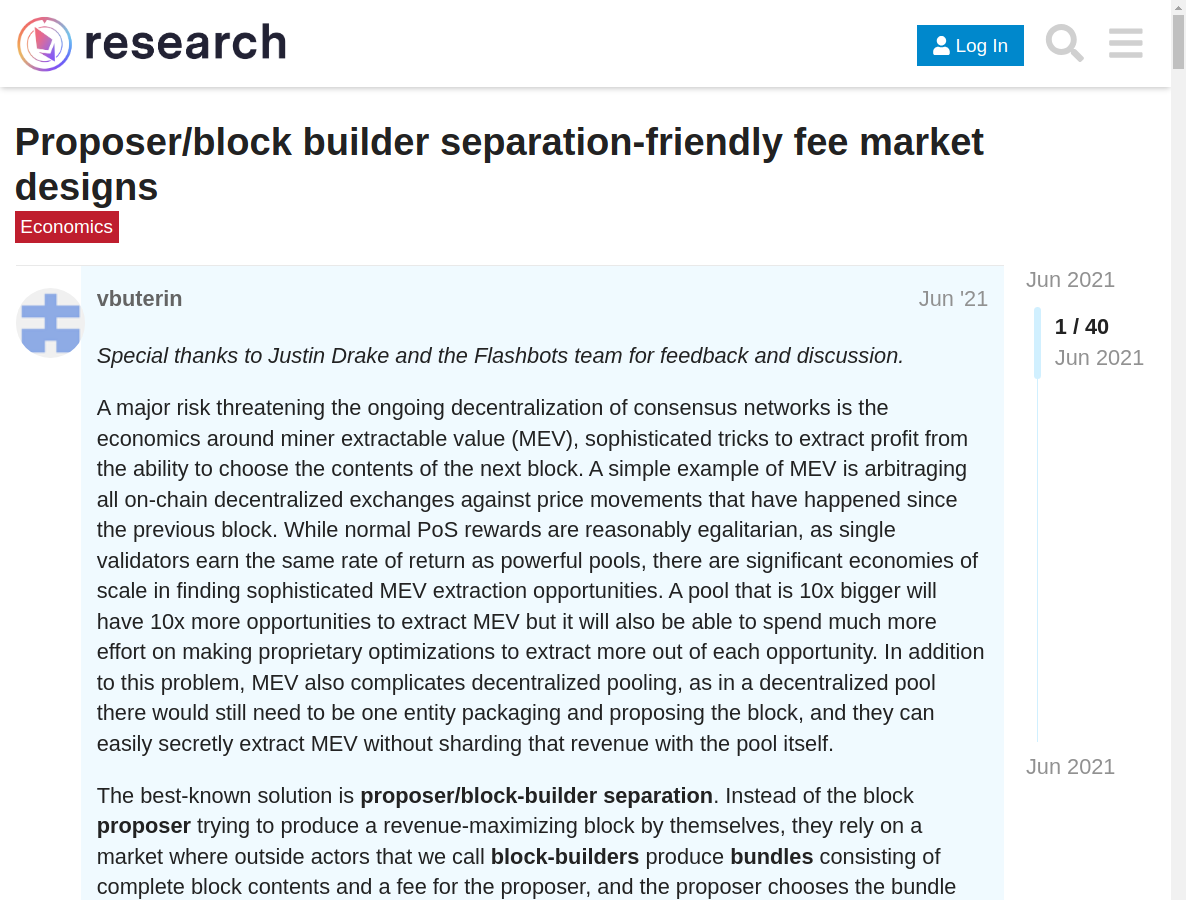 research
Log In
Proposer/block builder separation-friendly fee market
designs
Economics
vbuterin
Jun '21
Special thanks to Justin Drake and the Flashbots team for feedback and discussion.
A major risk threatening the ongoing decentralization of consensus networks is the
economics around miner extractable value (MEV), sophisticated tricks to extract profit from
the ability to choose the contents of the next block. A simple example of MEV is arbitraging
all on-chain decentralized exchanges against price movements that have happened since
the previous block. While normal PoS rewards are reasonably egalitarian, as single
validators earn the same rate of return as powerful pools, there are significant economies of
scale in finding sophisticated MEV extraction opportunities. A pool that is 10x bigger will
have 10x more opportunities to extract MEV but it will also be able to spend much more
effort on making proprietary optimizations to extract more out of each opportunity. In addition
to this problem, MEV also complicates decentralized pooling, as in a decentralized pool
there would still need to be one entity packaging and proposing the block, and they can
easily secretly extract MEV without sharding that revenue with the pool itself.
The best-known solution is proposer/block-builder separation. Instead of the block
proposer trying to produce a revenue-maximizing block by themselves, they rely on a
market where outside actors that we call block-builders produce bundles consisting of
complete block contents and a fee for the proposer, and the proposer chooses the bundle
Jun 2021
1 / 40
Jun 2021
Jun 2021